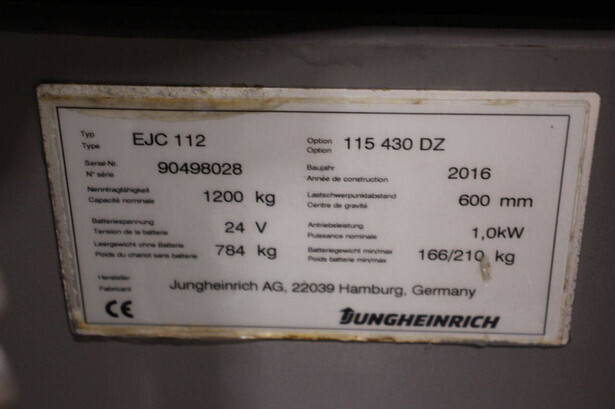 Typ
Type
EJC 112
Option
Option
115 430 DZ
Serial-Nr.
N° série
90498028
Baujahr
Année de construction
2016
Nenntragfähigkeit
Capacité nominale
1200 kg
Lastschwerpunktabstand
Centre de gravité
600 mm
Batteriespannung
Tension de la batterie
24 V
Antriebsleistung
Puissance nominale
1,0kW
Leergewicht ohne Batterie
Poids du chariot sans batterie
784 kg
Batteriegewicht min/max
Poids batterie min/max
166/210 kg
Hersteller
Fabricant
Jungheinrich AG, 22039 Hamburg, Germany
CE
JUNGHEINRICH